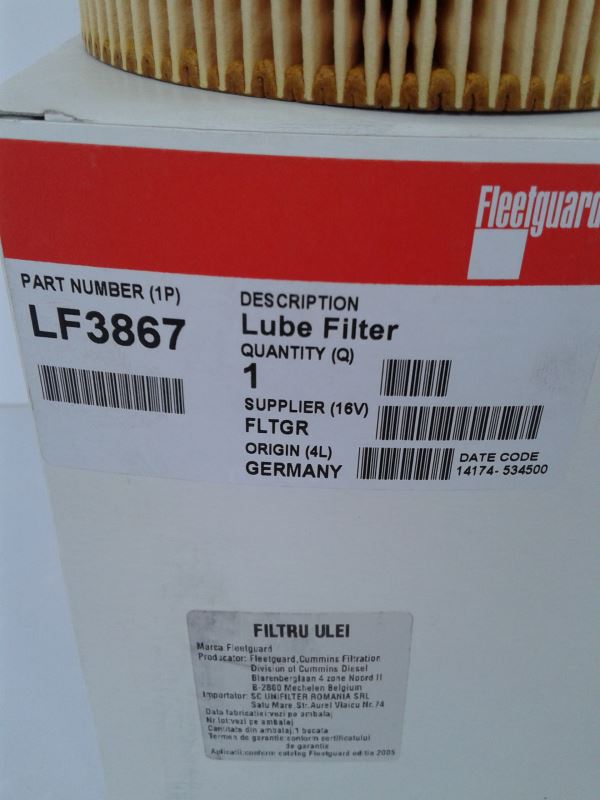 Fleetguard
PART NUMBER (1P)
LF3867
DESCRIPTION
Lube Filter
QUANTITY (Q)
1
SUPPLIER (16V)
FLTGR
ORIGIN (4L)
GERMANY
DATE CODE
14174- 534500
FILTRU ULEI
Marca:Fleetguard
Producator: Fleetguard,Cummins Filtration
Division of Cummins Diesel
Blarenberglaan 4 zone Noord II
B-2800 Mechelen Belgium
Importator: SC UNIFILTER ROMANIA SRL
Satu Mare.Str.Aurel Vlaicu Nr.74
Data fabricatiei:vezi pe ambalaj
Nr lot:vezi pe ambalaj
Cantitate din ambalaj:1 bucata
Termen de garantie:conform certificatului
de garantie
Aplicatii:conform catalog Fleetguard editia 2005